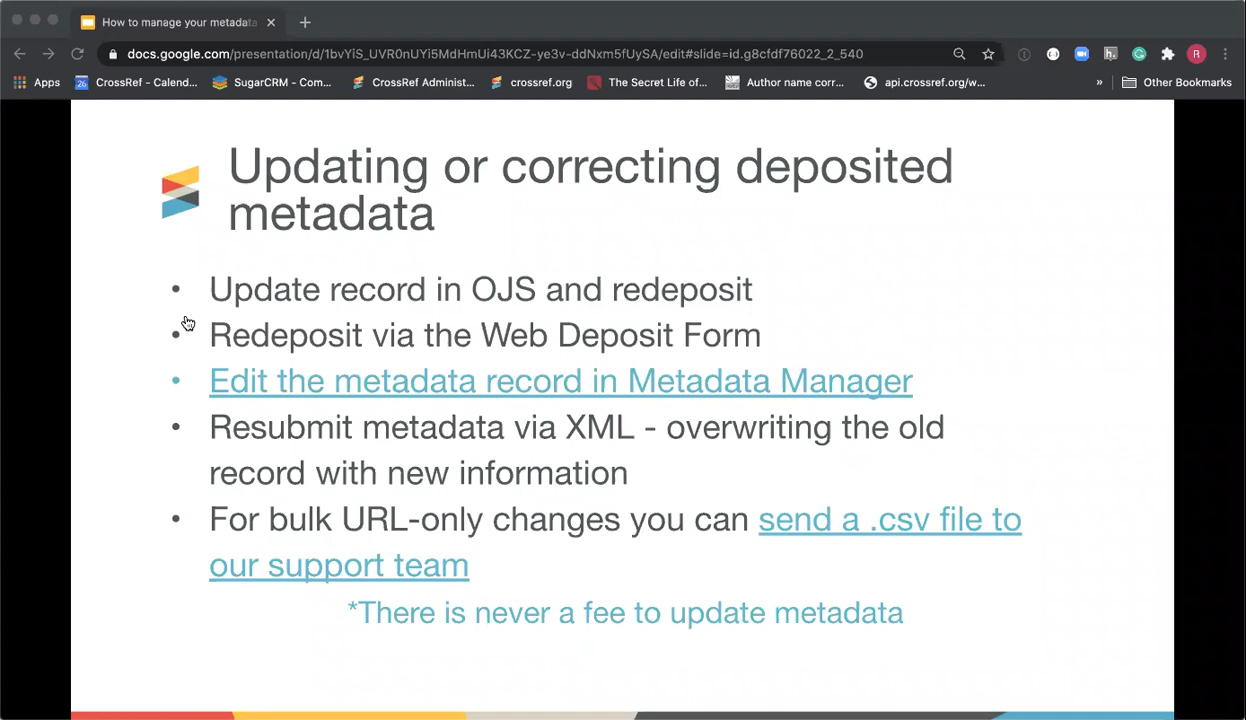 How to manage your metadata
docs.google.com/presentation/d/1bvYiS_UVR0nUYi5MdHmUi43KCZ-ye3v-ddNxm5fUySA/edit#slide=id.g8cfdf76022_2_540
R
Apps
26
CrossRef - Calend...
SugarCRM – Com...
CrossRef Administ...
crossref.org
The Secret Life of...
Author name corr...
api.crossref.org/w...
»
Other Bookmarks
Updating or correcting deposited
metadata
• Update record in OJS and redeposit
• Redeposit via the Web Deposit Form
• Edit the metadata record in Metadata Manager
• Resubmit metadata via XML - overwriting the old
record with new information
• For bulk URL-only changes you can send a .csv file to
our support team
*There is never a fee to update metadata